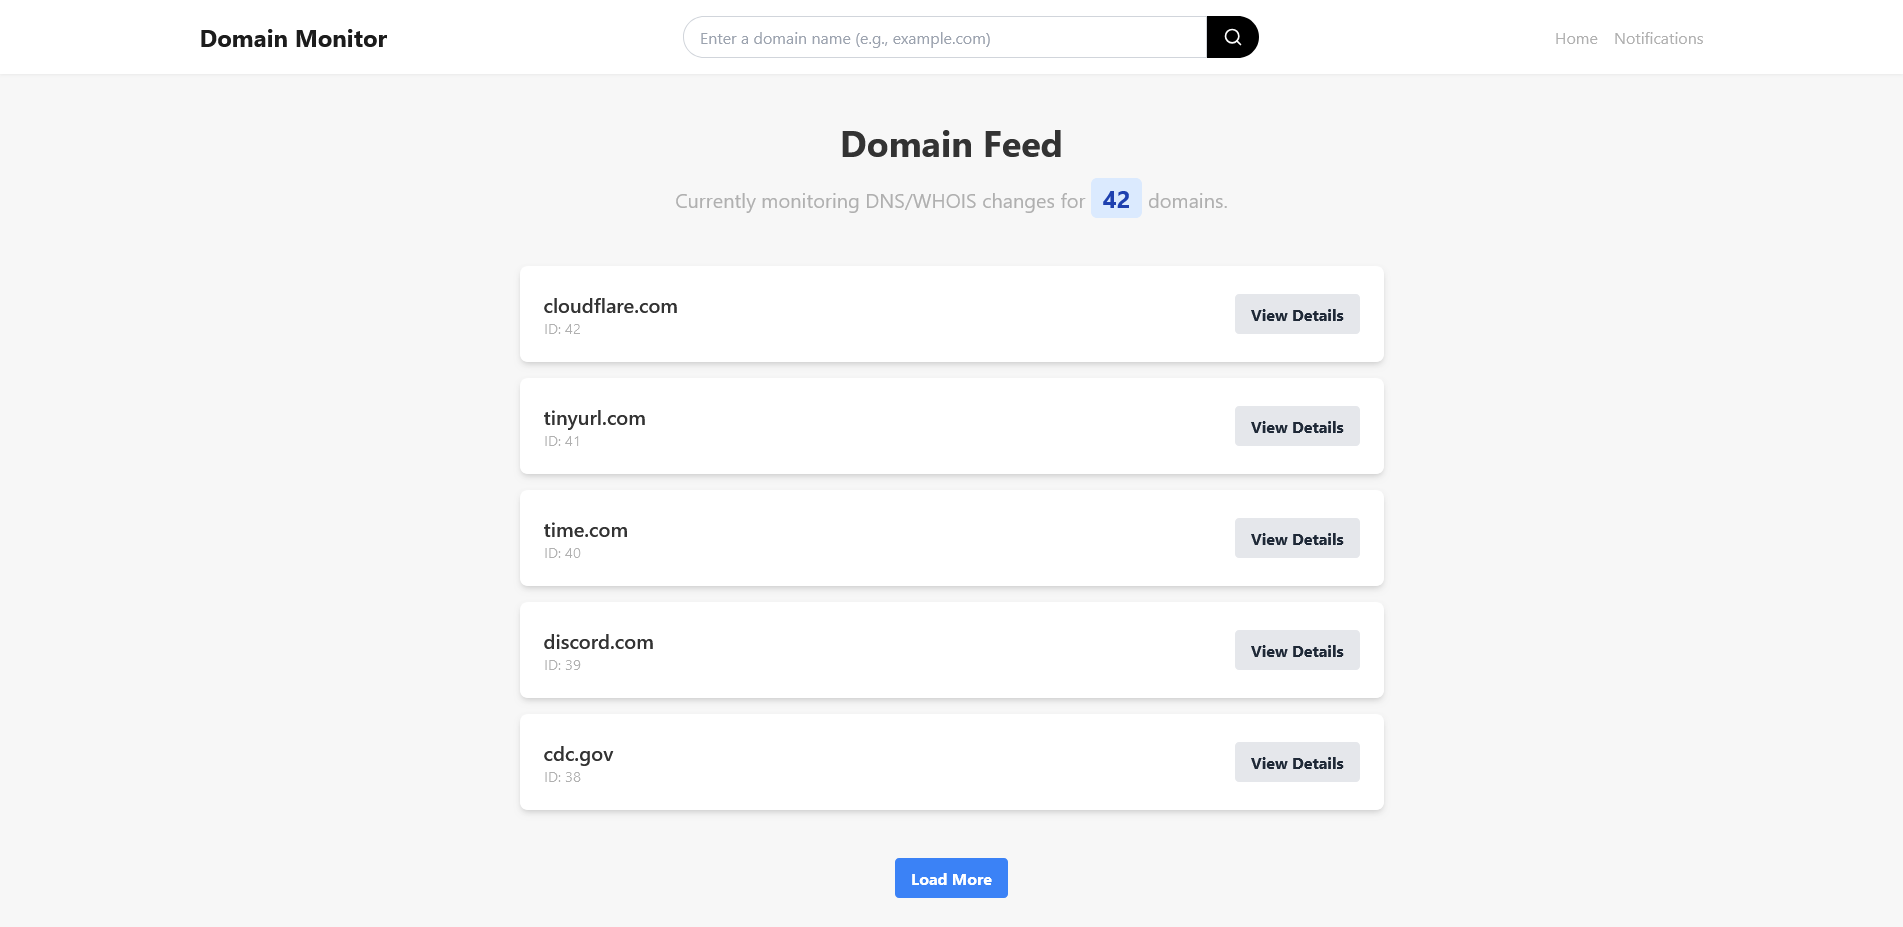 Domain Monitor
Enter a domain name (e.g., example.com)
Home Notifications
Domain Feed
Currently monitoring DNS/WHOIS changes for 42 domains.
cloudflare.com
ID: 42
View Details
tinyurl.com
ID: 41
View Details
time.com
ID: 40
View Details
discord.com
ID: 39
View Details
cdc.gov
ID: 38
View Details
Load More